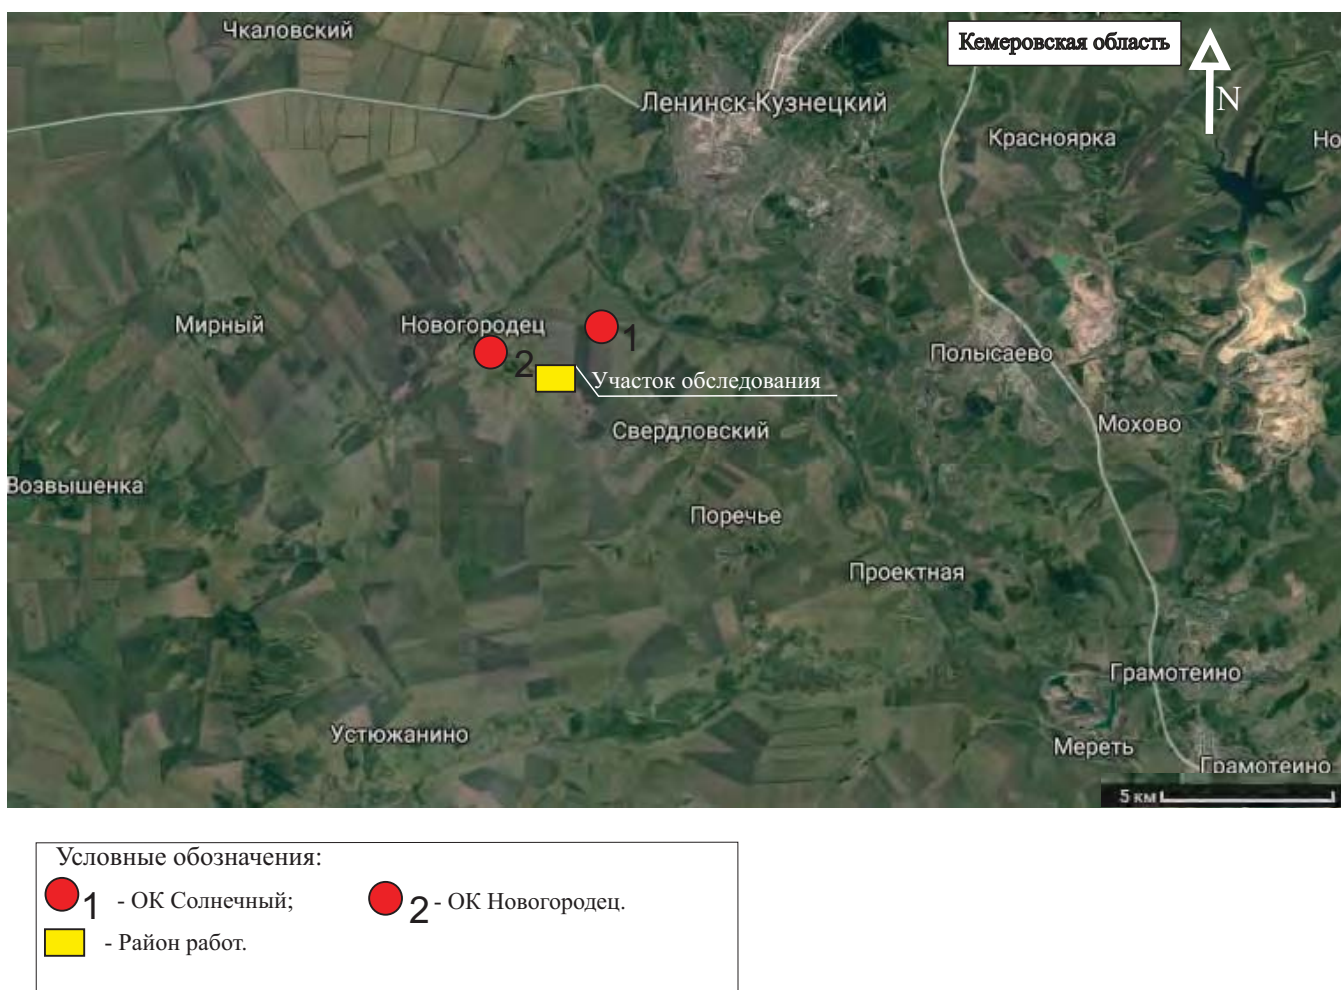 Чкаловский
Кемеровская область
N
Ленинск-Кузнецкий
Красноярка
Но
Мирный
Новогородец
1
2
Участок обследования
Полысаево
Мохово
Свердловский
Возвышенка
Поречье
Проектная
Грамотеино
Устюжанино
Мереть
Грамотеино
5 км
Условные обозначения:
1 - ОК Солнечный;
2 - ОК Новогородец.
- Район работ.